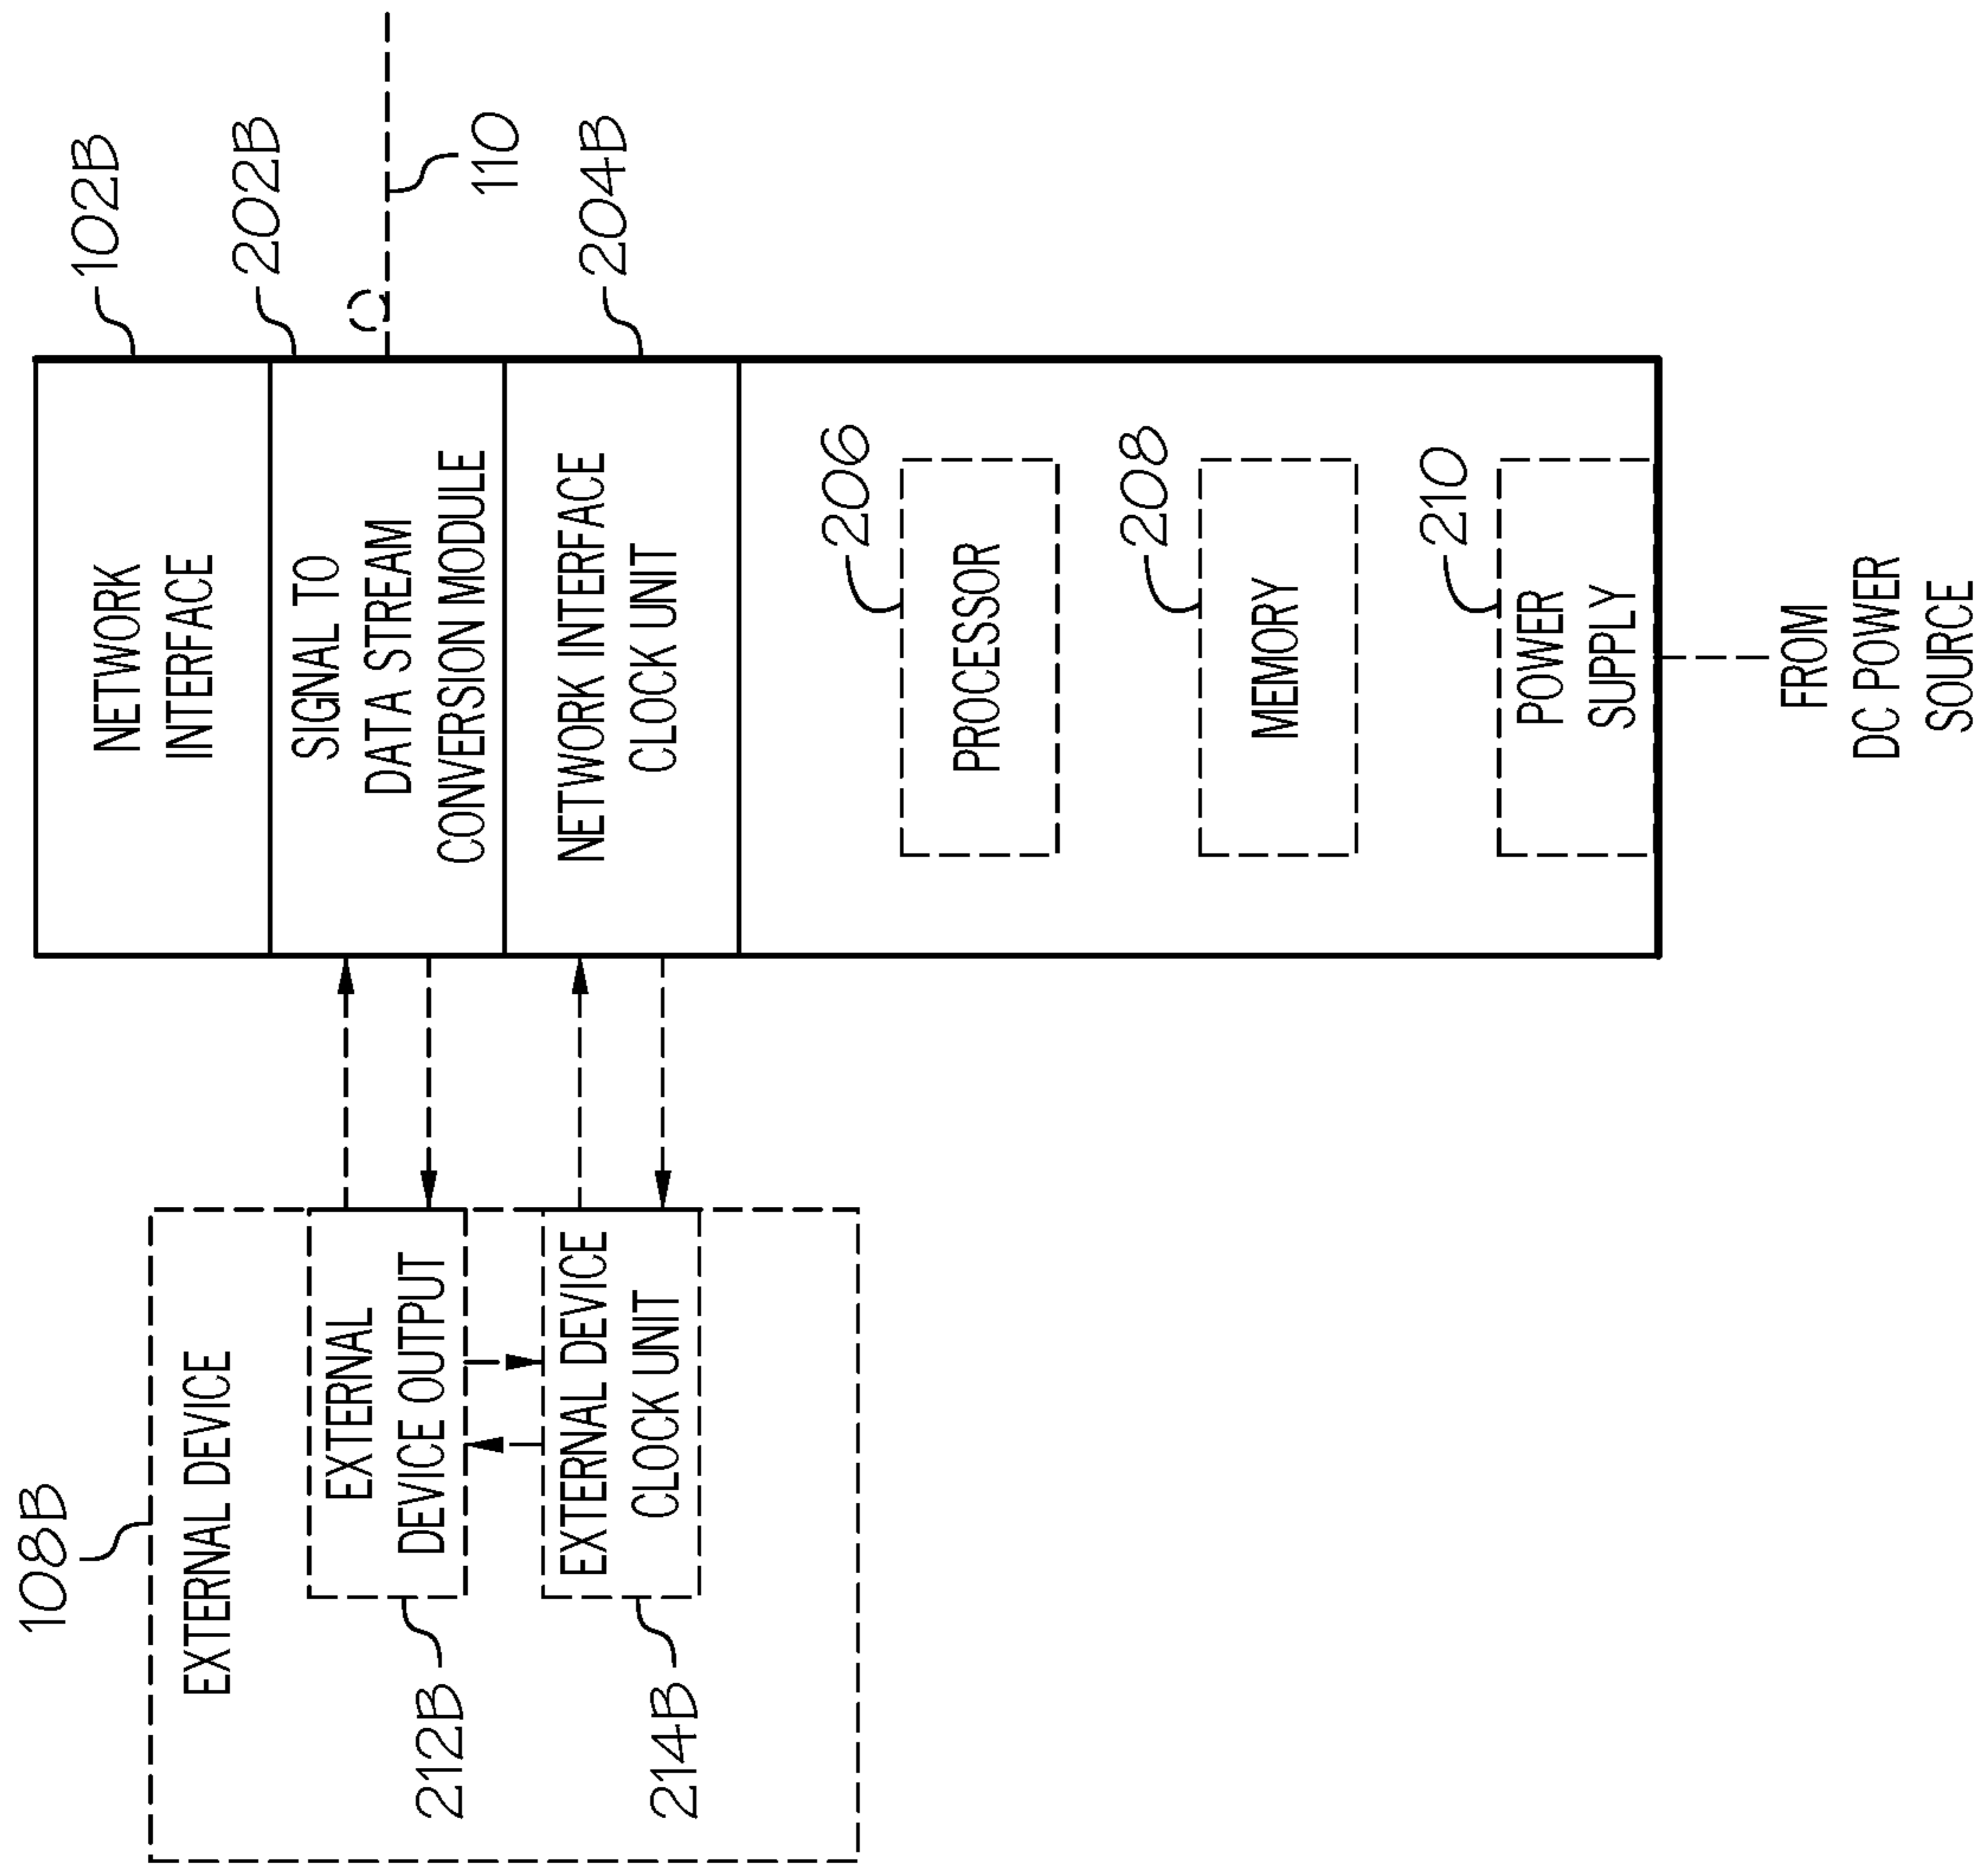 108B
EXTERNAL DEVICE
EXTERNAL
DEVICE OUTPUT
212B
EXTERNAL DEVICE
CLOCK UNIT
214B
102B
NETWORK
INTERFACE
202B
SIGNAL TO
DATA STREAM
CONVERSION MODULE
110
204B
NETWORK INTERFACE
CLOCK UNIT
206
PROCESSOR
208
MEMORY
210
POWER
SUPPLY
FROM
DC POWER
SOURCE